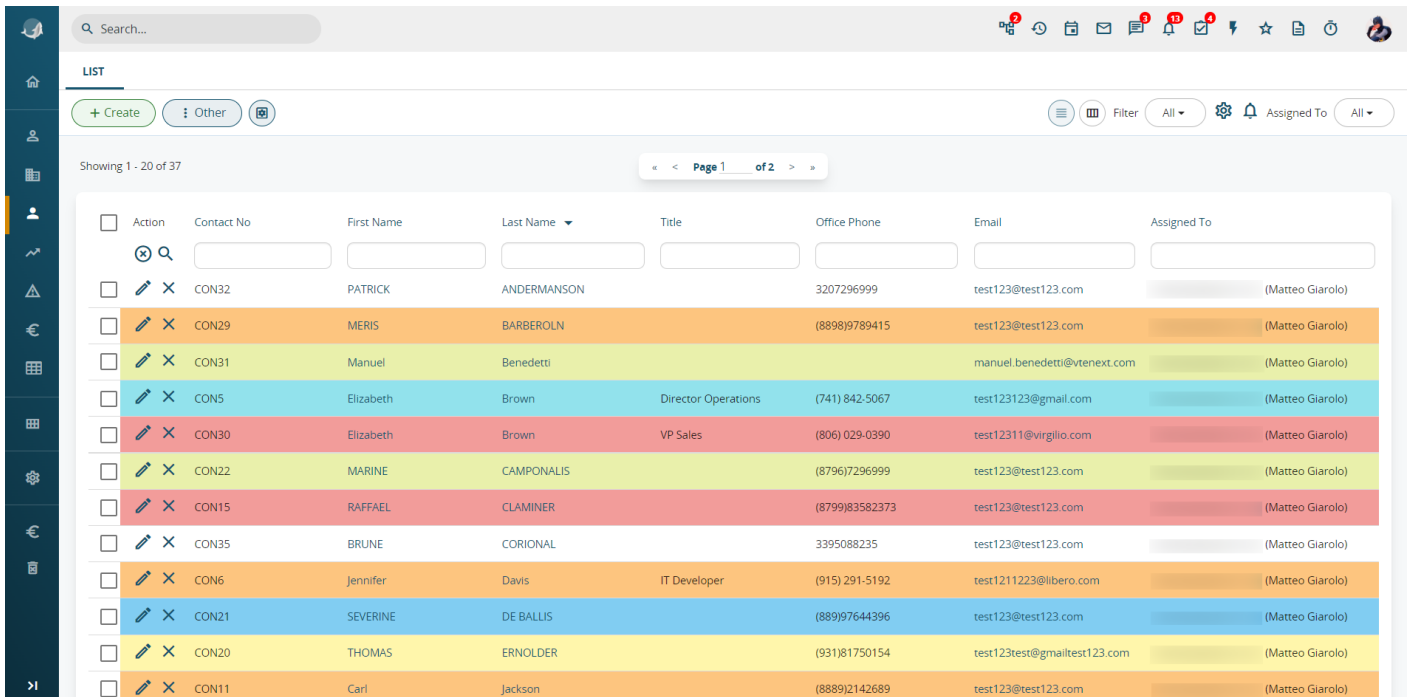 Search...
2
3
13
4
LIST
+ Create
Other
Filter
All
Assigned To
All
Showing 1 - 20 of 37
« < Page 1 of 2 > »
Action Contact No First Name Last Name Title Office Phone Email Assigned To
CON32 PATRICK ANDERMANSON 3207296999 test123@test123.com (Matteo Giarolo)
CON29 MERIS BARBEROLN (8898)9789415 test123@test123.com (Matteo Giarolo)
CON31 Manuel Benedetti manuel.benedetti@vtenext.com (Matteo Giarolo)
CON5 Elizabeth Brown Director Operations (741) 842-5067 test123123@gmail.com (Matteo Giarolo)
CON30 Elizabeth Brown VP Sales (806) 029-0390 test12311@virgilio.com (Matteo Giarolo)
CON22 MARINE CAMPONALIS (8796)7296999 test123@test123.com (Matteo Giarolo)
CON15 RAFFAEL CLAMINER (8799)83582373 test123@test123.com (Matteo Giarolo)
CON35 BRUNE CORIONAL 3395088235 test123@test123.com (Matteo Giarolo)
CON6 Jennifer Davis IT Developer (915) 291-5192 test1211223@libero.com (Matteo Giarolo)
CON21 SEVERINE DE BALLIS (889)97644396 test123@test123.com (Matteo Giarolo)
CON20 THOMAS ERNOLDER (931)81750154 test123test@gmailtest123.com (Matteo Giarolo)
CON11 Carl Jackson (8889)2142689 test123@test123.com (Matteo Giarolo)